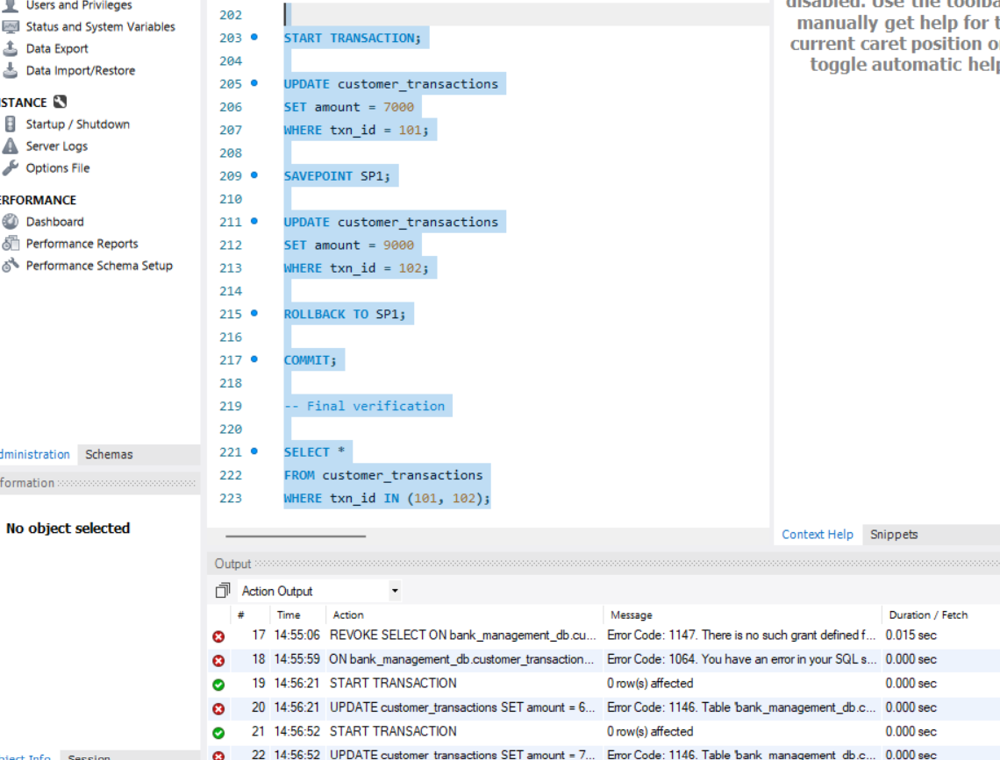 Users and Privileges
Status and System Variables
Data Export
Data Import/Restore
STANCE
Startup / Shutdown
Server Logs
Options File
ERFORMANCE
Dashboard
Performance Reports
Performance Schema Setup
dministration Schemas
formation
No object selected
bject Info Session
202
203 START TRANSACTION;
204
205 UPDATE customer_transactions
206 SET amount = 7000
207 WHERE txn_id = 101;
208
209 SAVEPOINT SP1;
210
211 UPDATE customer_transactions
212 SET amount = 9000
213 WHERE txn_id = 102;
214
215 ROLLBACK TO SP1;
216
217 COMMIT;
218
219 -- Final verification
220
221 SELECT *
222 FROM customer_transactions
223 WHERE txn_id IN (101, 102);
disabled. Use the toolba
manually get help for t
current caret position o
toggle automatic help
Context Help Snippets
Output
Action Output
# Time Action Message Duration / Fetch
17 14:55:06 REVOKE SELECT ON bank_management_db.cu... Error Code: 1147. There is no such grant defined f... 0.015 sec
18 14:55:59 ON bank_management_db.customer_transaction... Error Code: 1064. You have an error in your SQL s... 0.000 sec
19 14:56:21 START TRANSACTION 0 row(s) affected 0.000 sec
20 14:56:21 UPDATE customer_transactions SET amount = 6... Error Code: 1146. Table 'bank_management_db.c... 0.000 sec
21 14:56:52 START TRANSACTION 0 row(s) affected 0.000 sec
22 14:56:52 UPDATE customer_transactions SET amount = 7... Error Code: 1146. Table 'bank_management_db.c... 0.000 sec